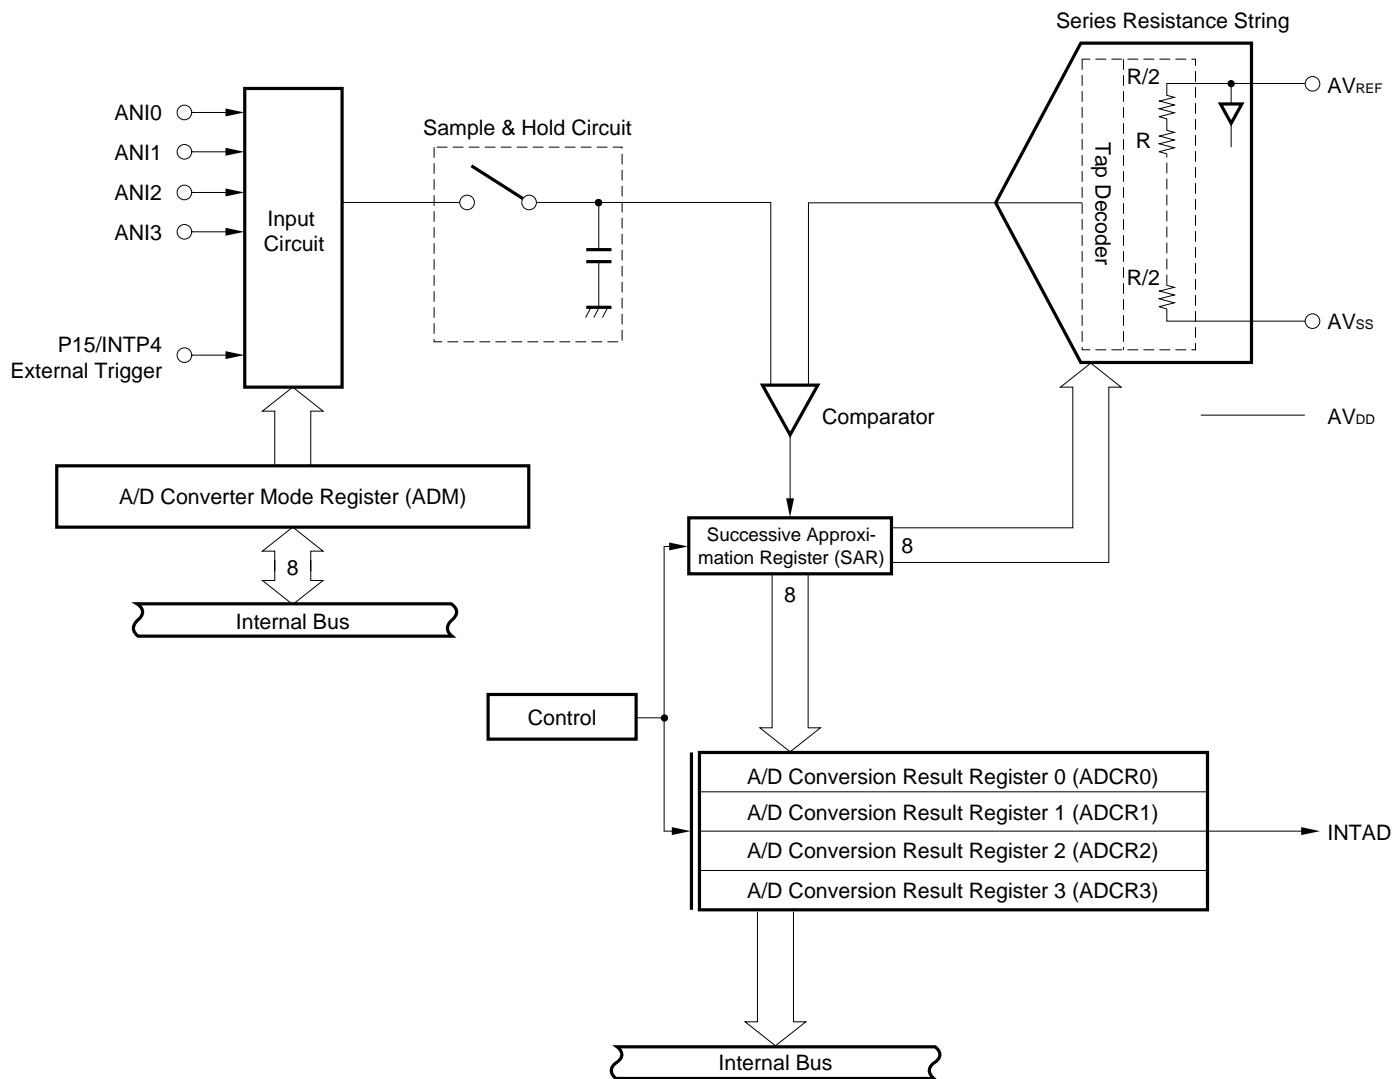 Series Resistance String
R/2
AVREF
R
Tap Decoder
R/2
AVSS
AVDD
ANI0
ANI1
ANI2
ANI3
Input
Circuit
P15/INTP4
External Trigger
Sample & Hold Circuit
Comparator
A/D Converter Mode Register (ADM)
8
Internal Bus
Successive Approxi-
mation Register (SAR)
8
8
Control
A/D Conversion Result Register 0 (ADCR0)
A/D Conversion Result Register 1 (ADCR1)
A/D Conversion Result Register 2 (ADCR2)
A/D Conversion Result Register 3 (ADCR3)
INTAD
Internal Bus